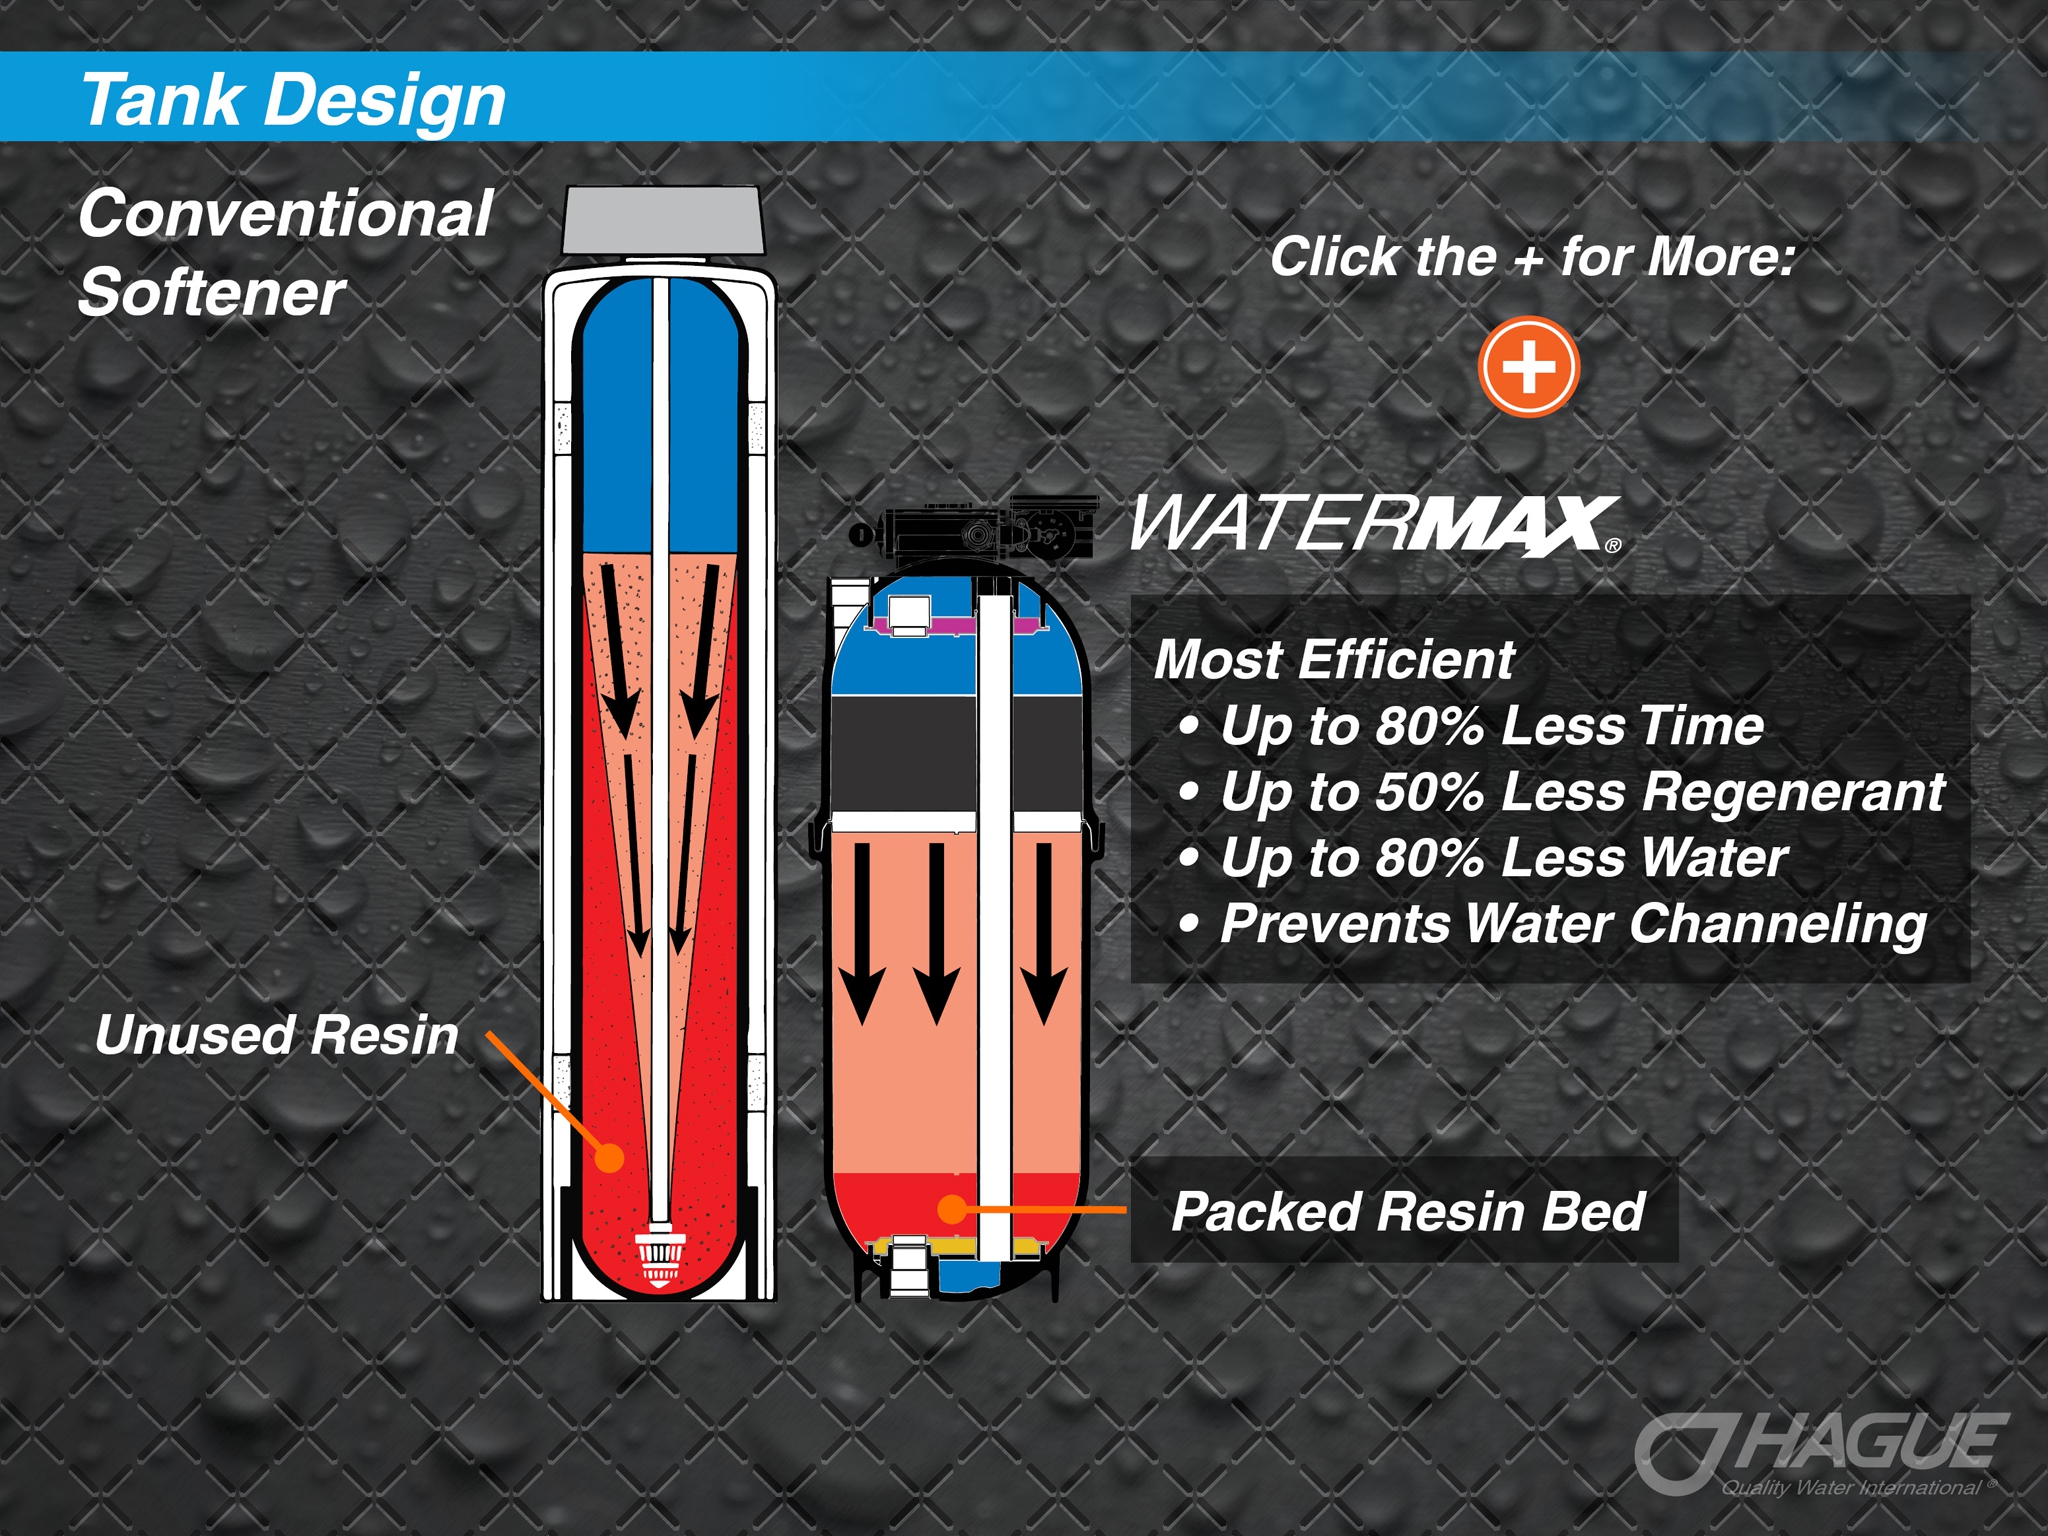 Tank Design
Conventional
Softener
Click the + for More:
WATERMAX®
Most Efficient
• Up to 80% Less Time
• Up to 50% Less Regenerant
• Up to 80% Less Water
• Prevents Water Channeling
Unused Resin
Packed Resin Bed
HAGUE
Quality Water International®